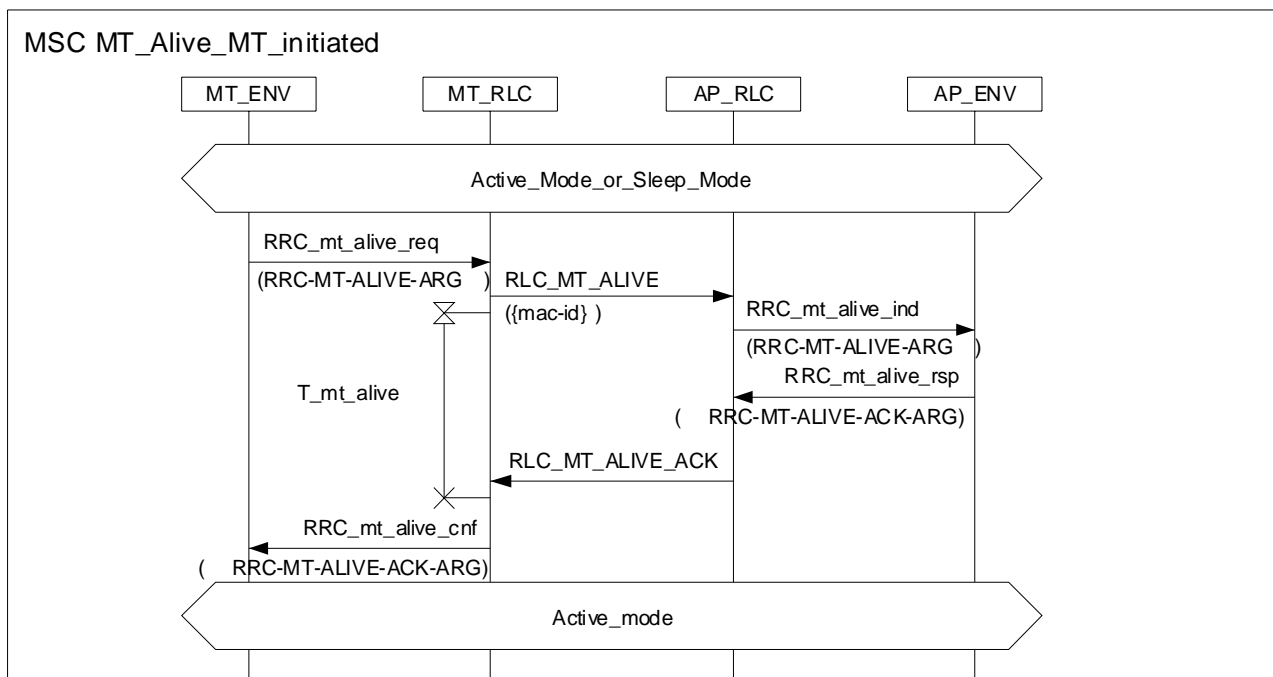 MSC MT_Alive_MT_initiated
MT_ENV
MT_RLC
AP_RLC
AP_ENV
Active_Mode_or_Sleep_Mode
RRC_mt_alive_req
(RRC-MT-ALIVE-ARG )
RLC_MT_ALIVE
({mac-id} )
RRC_mt_alive_ind
(RRC-MT-ALIVE-ARG )
RRC_mt_alive_rsp
T_mt_alive
( RRC-MT-ALIVE-ACK-ARG)
RLC_MT_ALIVE_ACK
RRC_mt_alive_cnf
( RRC-MT-ALIVE-ACK-ARG)
Active_mode